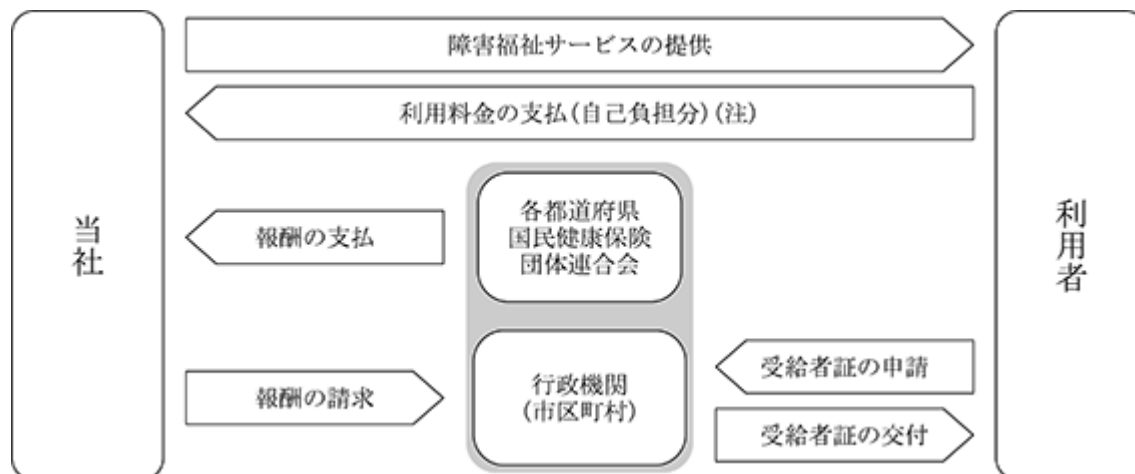 障害福祉サービスの提供
利用料金の支払(自己負担分)(注)
当社
報酬の支払
各都道府県
国民健康保険
団体連合会
利用者
報酬の請求
行政機関
(市区町村)
受給者証の申請
受給者証の交付